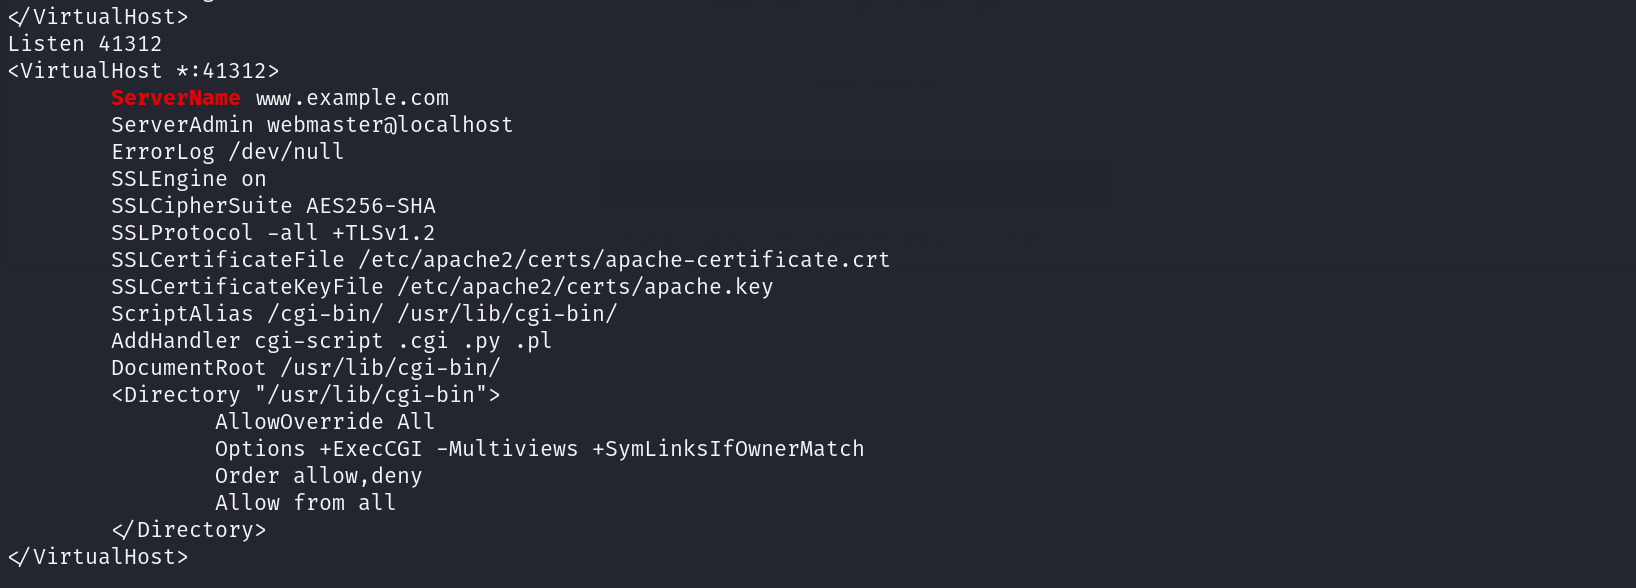 </VirtualHost>
Listen 41312
<VirtualHost *:41312>
        ServerName www.example.com
        ServerAdmin webmaster@localhost
        ErrorLog /dev/null
        SSLEngine on
        SSLCipherSuite AES256-SHA
        SSLProtocol -all +TLSv1.2
        SSLCertificateFile /etc/apache2/certs/apache-certificate.crt
        SSLCertificateKeyFile /etc/apache2/certs/apache.key
        ScriptAlias /cgi-bin/ /usr/lib/cgi-bin/
        AddHandler cgi-script .cgi .py .pl
        DocumentRoot /usr/lib/cgi-bin/
        <Directory "/usr/lib/cgi-bin">
                AllowOverride All
                Options +ExecCGI -Multiviews +SymLinksIfOwnerMatch
                Order allow,deny
                Allow from all
        </Directory>
</VirtualHost>